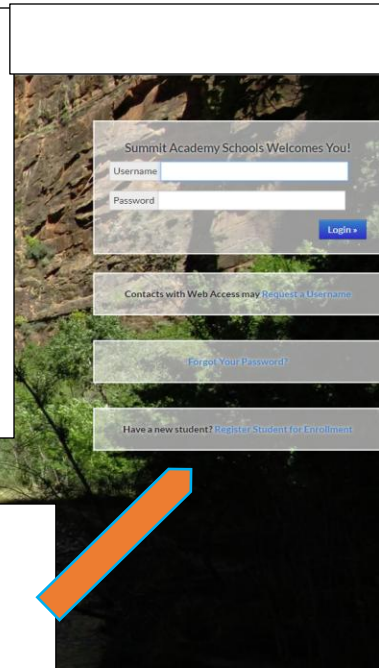 Summit Academy Schools Welcomes You!
Username
Password
Login »
Contacts with Web Access may Request a Username
Forgot Your Password?
Have a new student? Register Student for Enrollment